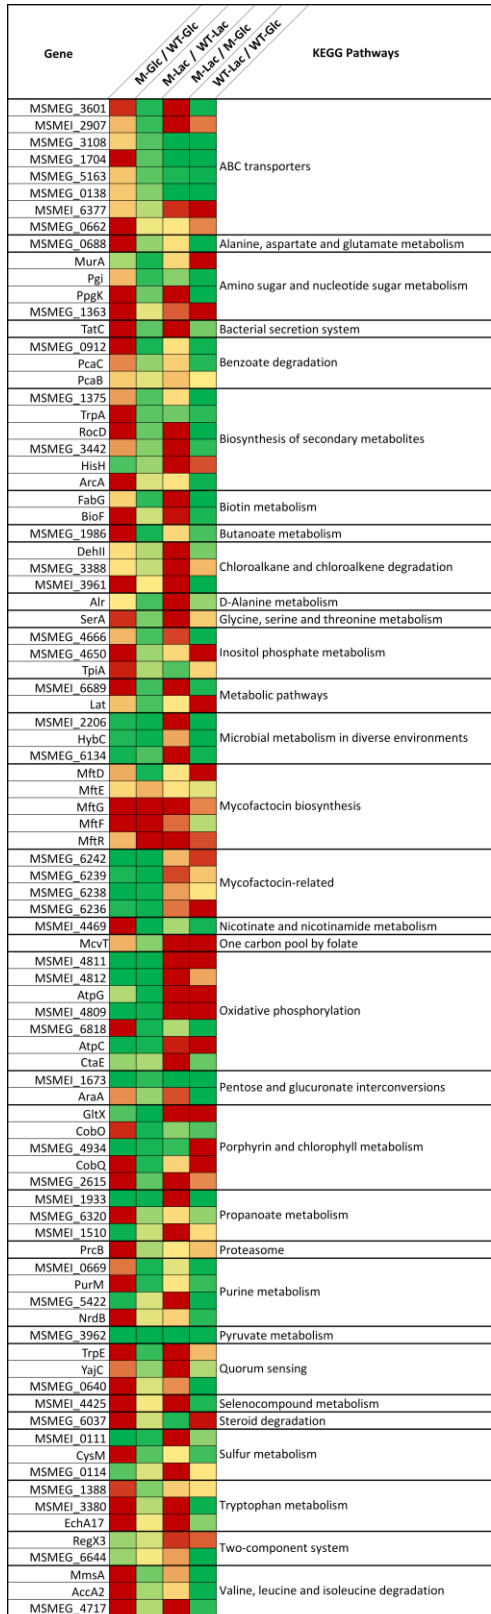 Gene
M-Glc / WT-Glc
M-Lac / WT-Lac
M-Lac / M-Glc
WT-Lac / WT-Glc
KEGG Pathways
MSMEG_3601
MSMEI_2907
MSMEG_3108
MSMEG_1704
MSMEG_5163
MSMEG_0138
MSMEI_6377
MSMEG_0662
ABC transporters
MSMEG_0688
Alanine, aspartate and glutamate metabolism
MurA
Pgi
PpgK
MSMEG_1363
Amino sugar and nucleotide sugar metabolism
TatC
Bacterial secretion system
MSMEG_0912
PcaC
PcaB
Benzoate degradation
MSMEG_1375
TrpA
RocD
MSMEG_3442
HisH
ArcA
Biosynthesis of secondary metabolites
FabG
BioF
Biotin metabolism
MSMEG_1986
Butanoate metabolism
DehII
MSMEG_3388
MSMEI_3961
Chloroalkane and chloroalkene degradation
Alr
D-Alanine metabolism
SerA
Glycine, serine and threonine metabolism
MSMEG_4666
MSMEG_4650
TpiA
Inositol phosphate metabolism
MSMEI_6689
Lat
Metabolic pathways
MSMEI_2206
HybC
MSMEG_6134
Microbial metabolism in diverse environments
MftD
MftE
MftG
MftF
MftR
Mycofactocin biosynthesis
MSMEG_6242
MSMEG_6239
MSMEG_6238
MSMEG_6236
Mycofactocin-related
MSMEI_4469
Nicotinate and nicotinamide metabolism
McvT
One carbon pool by folate
MSMEI_4811
MSMEI_4812
AtpG
MSMEI_4809
MSMEG_6818
AtpC
CtaE
Oxidative phosphorylation
MSMEI_1673
AraA
Pentose and glucuronate interconversions
GltX
CobO
MSMEG_4934
CobQ
MSMEG_2615
Porphyrin and chlorophyll metabolism
MSMEI_1933
MSMEG_6320
MSMEI_1510
Propanoate metabolism
PrcB
Proteasome
MSMEI_0669
PurM
MSMEG_5422
NrdB
Purine metabolism
MSMEG_3962
Pyruvate metabolism
TrpE
YajC
MSMEG_0640
Quorum sensing
MSMEI_4425
Selenocompound metabolism
MSMEG_6037
Steroid degradation
MSMEI_0111
CysM
MSMEG_0114
Sulfur metabolism
MSMEG_1388
MSMEI_3380
EchA17
Tryptophan metabolism
RegX3
MSMEG_6644
Two-component system
MmsA
AccA2
MSMEG_4717
Valine, leucine and isoleucine degradation